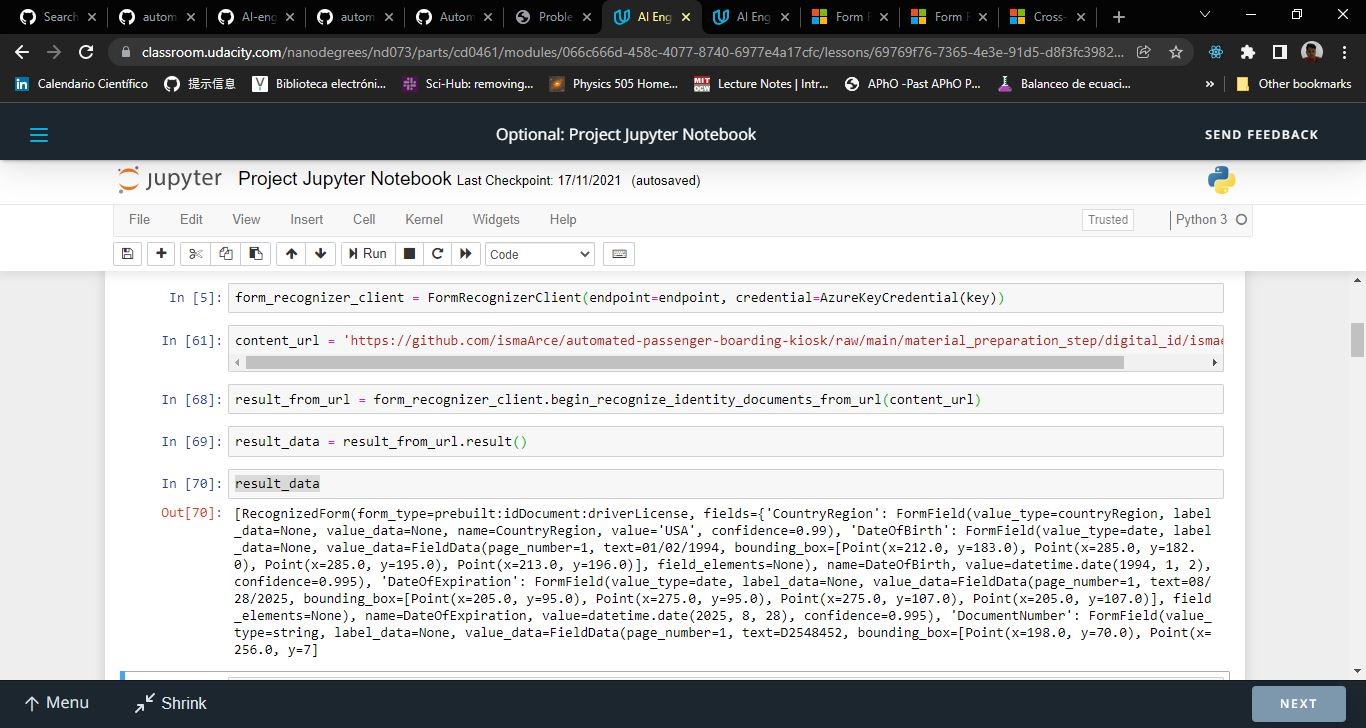 Search
autom
AI-eng
autom
Autom
Proble
AI Eng
AI Eng
Form F
Form F
Cross-
classroom.udacity.com/nanodegrees/nd073/parts/cd0461/modules/066c666d-458c-4077-8740-6977e4a17cfc/lessons/69769f76-7365-4e3e-91d5-d8f3fc3982...
Calendario Científico
提示信息
Biblioteca electróni...
Sci-Hub: removing...
Physics 505 Home...
Lecture Notes | Intr...
APhO -Past APhO P...
Balanceo de ecuaci...
»
Other bookmarks
Optional: Project Jupyter Notebook
SEND FEEDBACK
jupyter Project Jupyter Notebook Last Checkpoint: 17/11/2021 (autosaved)
File Edit View Insert Cell Kernel Widgets Help
Trusted
Python 3
Run
Code
In [5]: form_recognizer_client = FormRecognizerClient(endpoint=endpoint, credential=AzureKeyCredential(key))
In [61]: content_url = 'https://github.com/ismaArce/automated-passenger-boarding-kiosk/raw/main/material_preparation_step/digital_id/ismae
In [68]: result_from_url = form_recognizer_client.begin_recognize_identity_documents_from_url(content_url)
In [69]: result_data = result_from_url.result()
In [70]: result_data
Out[70]: [RecognizedForm(form_type=prebuilt:idDocument:driverLicense, fields={'CountryRegion': FormField(value_type=countryRegion, label
_data=None, value_data=None, name=CountryRegion, value='USA', confidence=0.99), 'DateOfBirth': FormField(value_type=date, label
_data=None, value_data=FieldData(page_number=1, text=01/02/1994, bounding_box=[Point(x=212.0, y=183.0), Point(x=285.0, y=182.
0), Point(x=285.0, y=195.0), Point(x=213.0, y=196.0)], field_elements=None), name=DateOfBirth, value=datetime.date(1994, 1, 2),
confidence=0.995), 'DateOfExpiration': FormField(value_type=date, label_data=None, value_data=FieldData(page_number=1, text=08/
28/2025, bounding_box=[Point(x=205.0, y=95.0), Point(x=275.0, y=95.0), Point(x=275.0, y=107.0), Point(x=205.0, y=107.0)], field
_elements=None), name=DateOfExpiration, value=datetime.date(2025, 8, 28), confidence=0.995), 'DocumentNumber': FormField(value_
type=string, label_data=None, value_data=FieldData(page_number=1, text=D2548452, bounding_box=[Point(x=198.0, y=70.0), Point(x=
256.0, y=7]
Menu
Shrink
NEXT